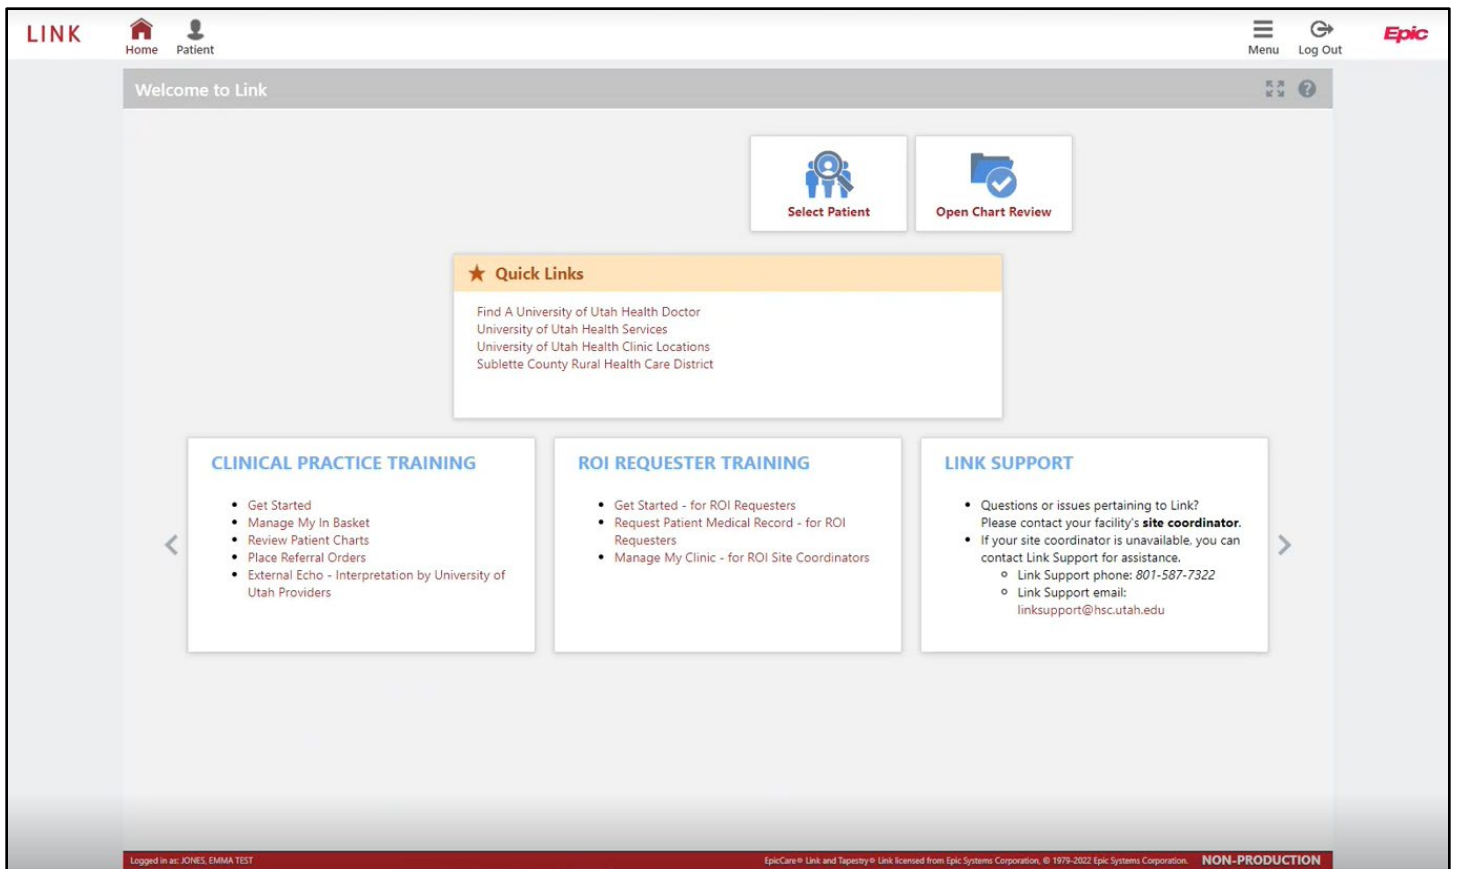 LINK
Home
Patient
Menu
Log Out
Epic
Welcome to Link
Select Patient
Open Chart Review
Quick Links
Find A University of Utah Health Doctor
University of Utah Health Services
University of Utah Health Clinic Locations
Sublette County Rural Health Care District
CLINICAL PRACTICE TRAINING
Get Started
Manage My In Basket
Review Patient Charts
Place Referral Orders
External Echo - Interpretation by University of
Utah Providers
ROI REQUESTER TRAINING
Get Started - for ROI Requesters
Request Patient Medical Record - for ROI
Requesters
Manage My Clinic - for ROI Site Coordinators
LINK SUPPORT
Questions or issues pertaining to Link?
Please contact your facility's site coordinator.
If your site coordinator is unavailable, you can
contact Link Support for assistance.
Link Support phone: 801-587-7322
Link Support email:
linksupport@hsc.utah.edu
Logged in as: JONES, EMMA TEST
EpicCare® Link and Tapestry® Link licensed from Epic Systems Corporation, © 1979-2022 Epic Systems Corporation. NON-PRODUCTION